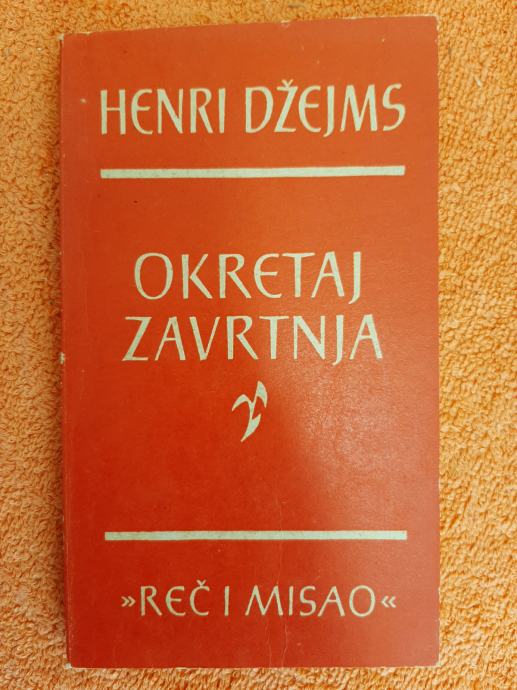 HENRI DŽEJMS
OKRETAJ
ZAVRTNJA
»REČ I MISAO«